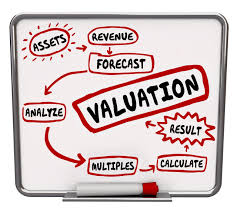 ASSETS
REVENUE
FORECAST
ANALYZE
VALUATION
RESULT
MULTIPLES
CALCULATE